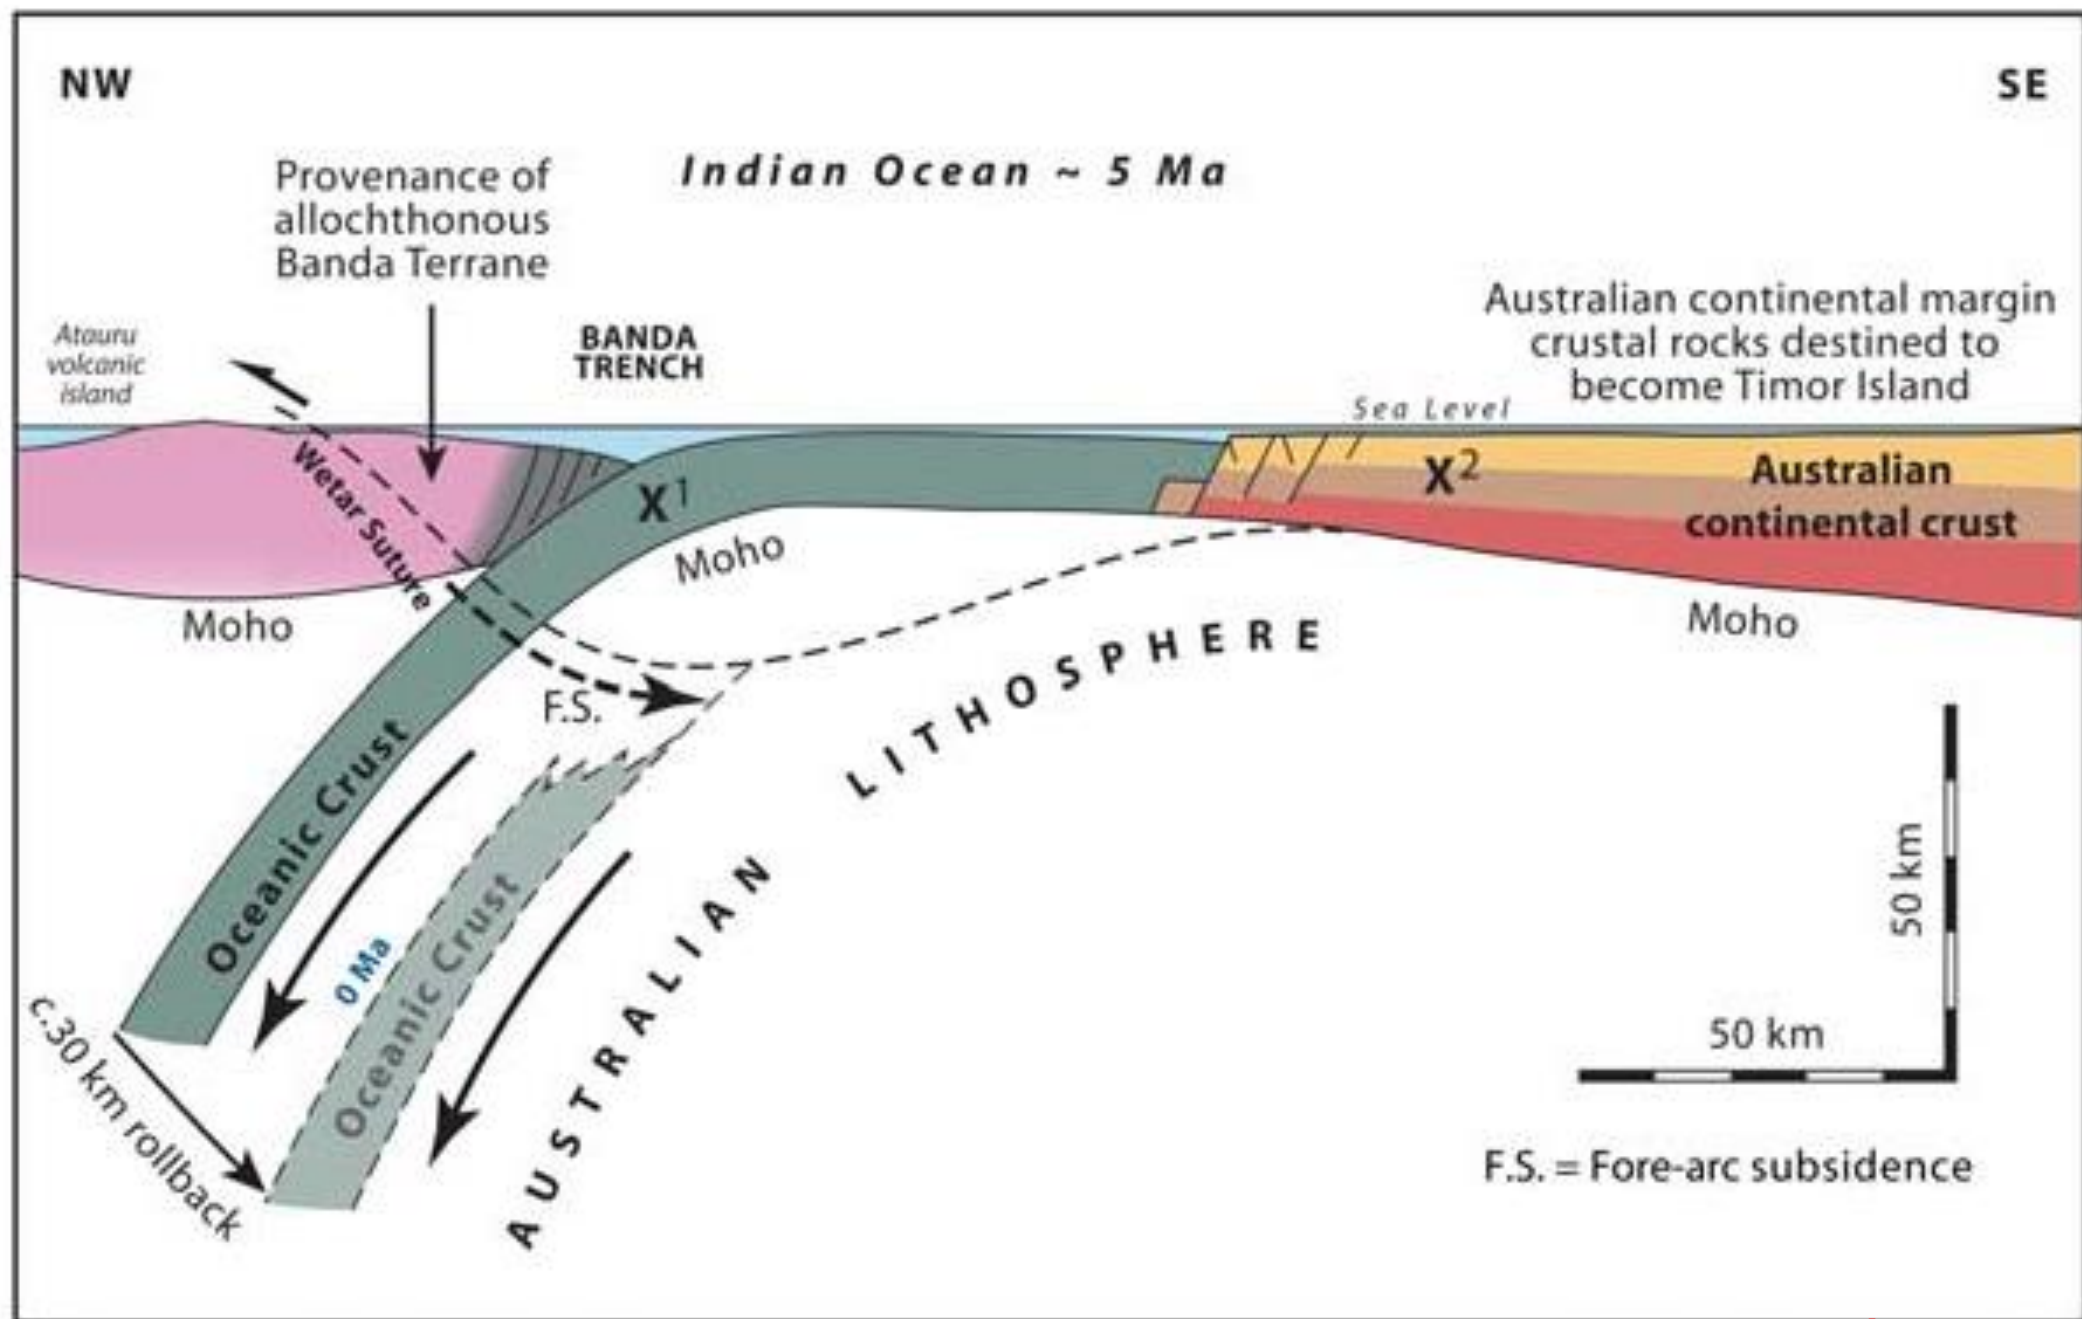 NW
SE
Indian Ocean ~ 5 Ma
Provenance of
allochthonous
Banda Terrane
Atauru
volcanic
island
BANDA
TRENCH
Australian continental margin
crustal rocks destined to
become Timor Island
Sea Level
Wetar Suture
X1
X2
Australian
continental crust
Moho
Moho
Moho
F.S.
Oceanic Crust
0 Ma
Oceanic Crust
AUSTRALIAN LITHOSPHERE
c.30 km rollback
50 km
50 km
F.S. = Fore-arc subsidence